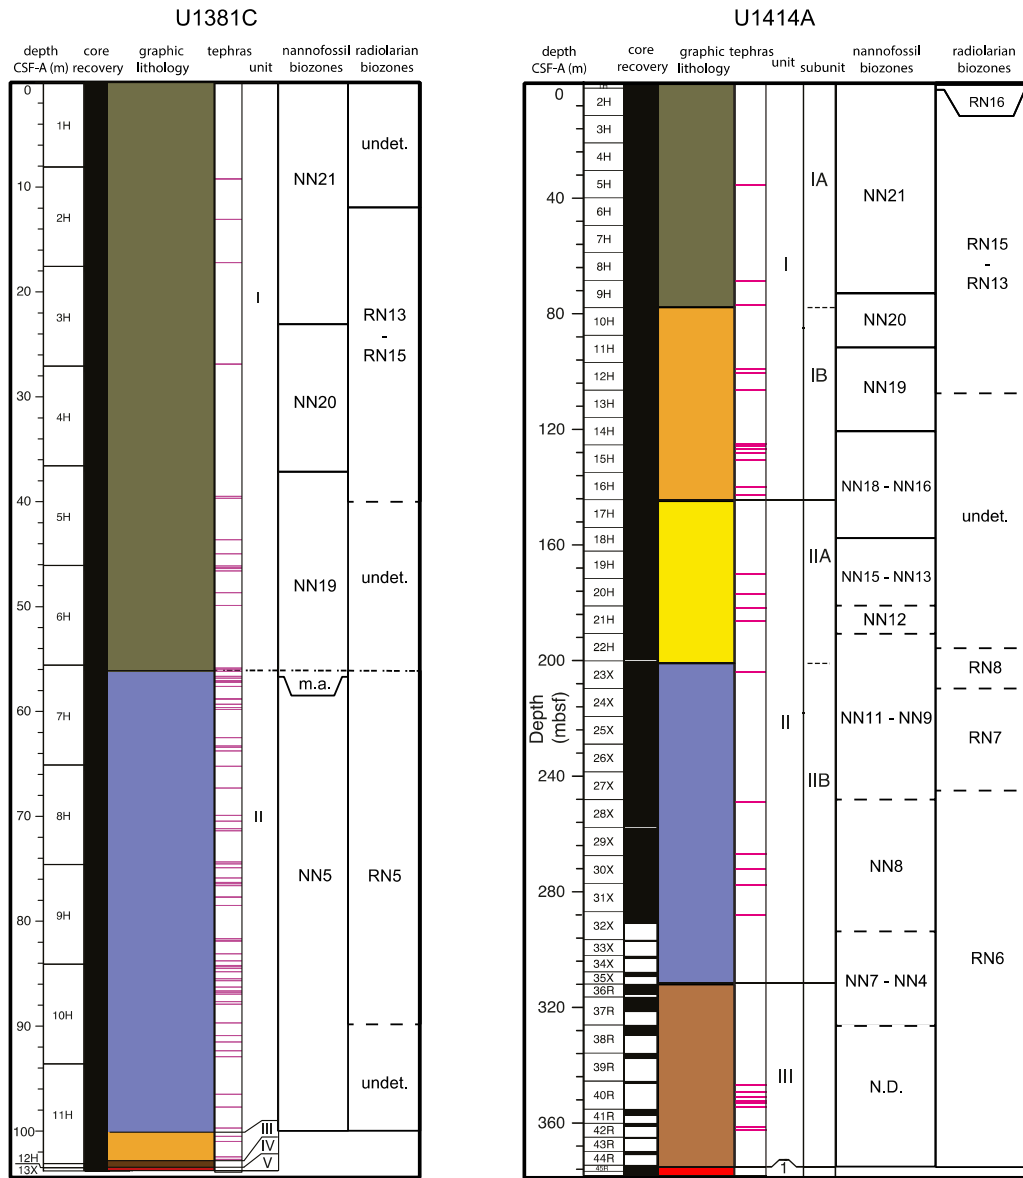 U1381C
depth CSF-A (m)
core recovery
graphic lithology
tephras
unit
nannofossil biozones
radiolarian biozones
0
10
20
30
40
50
60
70
80
90
100
1H
2H
3H
4H
5H
6H
7H
8H
9H
10H
11H
12H
13X
I
II
III
IV
V
NN21
NN20
NN19
m.a.
NN5
undet.
RN13
-
RN15
undet.
RN5
undet.
U1414A
depth CSF-A (m)
core recovery
graphic lithology
tephras
unit
subunit
nannofossil biozones
radiolarian biozones
0
40
80
120
160
200
240
280
320
360
Depth
(mbsf)
2H
3H
4H
5H
6H
7H
8H
9H
10H
11H
12H
13H
14H
15H
16H
17H
18H
19H
20H
21H
22H
23X
24X
25X
26X
27X
28X
29X
30X
31X
32X
33X
34X
35X
36R
37R
38R
39R
40R
41R
42R
43R
44R
45R
I
II
III
1
IA
IB
IIA
IIB
NN21
NN20
NN19
NN18 - NN16
NN15 - NN13
NN12
NN11 - NN9
NN8
NN7 - NN4
N.D.
RN16
RN15
-
RN13
undet.
RN8
RN7
RN6